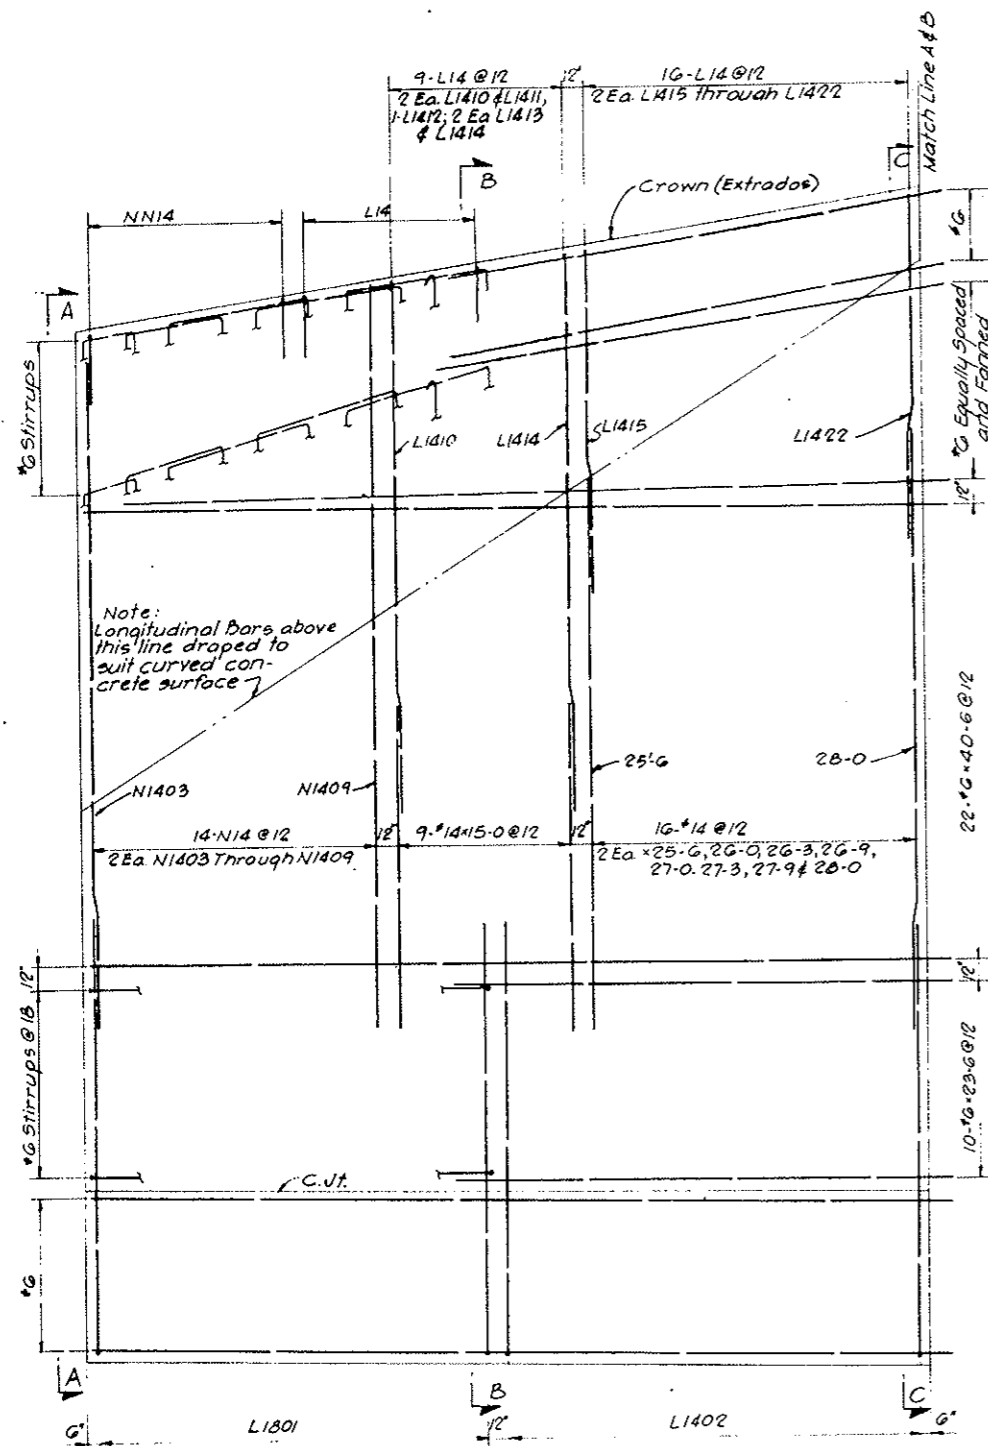 9-L14 @12
2 Ea. L1410 & L1411,
1-L1412; 2 Ea L1413
& L1414
12"
16-L14 @12
2 Ea. L1415 through L1422
Match Line A & B
C
B
Crown (Extrados)
NN14
L14
#6
A
#6 Stirrups
#6 Equally Spaced
and Fanned
L1410
L1414
L1415
L1422
12"
Note:
Longitudinal Bars above
this line draped to
suit curved con-
crete surface
N1403
N1409
25'-6
28-0
22-#6×40-6@12
14-N14 @12
2 Ea. N1403 Through N1409
12"
9-#14×15-0@12
12"
16-#14 @12
2 Ea ×25-6, 26-0, 26-3, 26-9,
27-0. 27-3, 27-9 & 28-0
12"
12"
#6 Stirrups @18
10-#6×23-6@12
C.Jt.
#6
A
B
C
6"
L1801
12"
L1402
6"